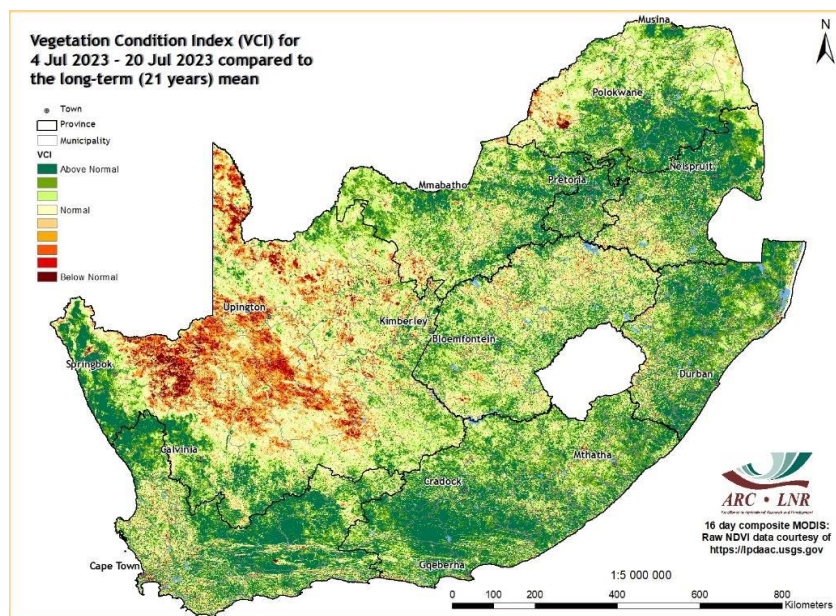 Vegetation Condition Index (VCI) for
4 Jul 2023 - 20 Jul 2023 compared to
the long-term (21 years) mean
Town
Province
Municipality
VCI
Above Normal
Normal
Below Normal
N
Musina
Polokwane
Nelspruit
Pretoria
Mmabatho
Upington
Kimberley
Bloemfontein
Springbok
Durban
Calvinia
Mthatha
Cradock
Cape Town
Gqeberha
ARC • LNR
16 day composite MODIS:
Raw NDVI data courtesy of
https://lpdaac.usgs.gov
1:5 000 000
0 100 200 400 600 800
Kilometers